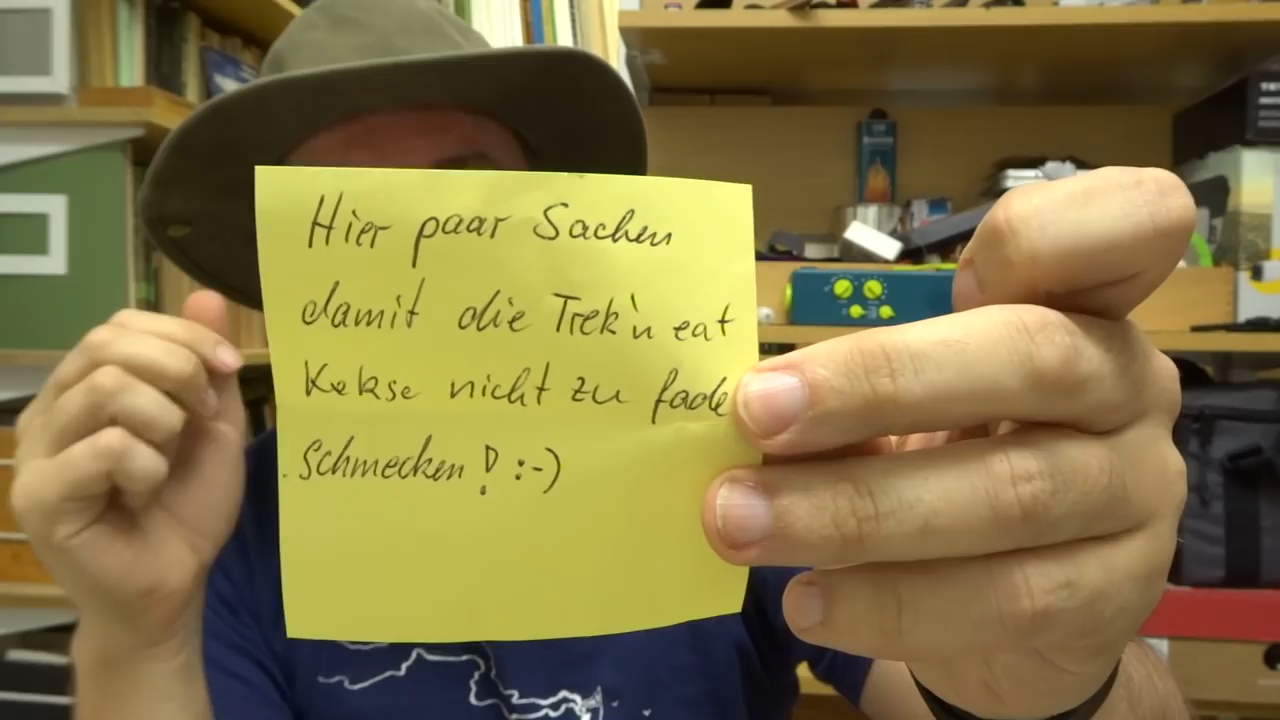 Hier paar Sachen
damit die Trek'n eat
Kekse nicht zu fade
schmecken! :-)